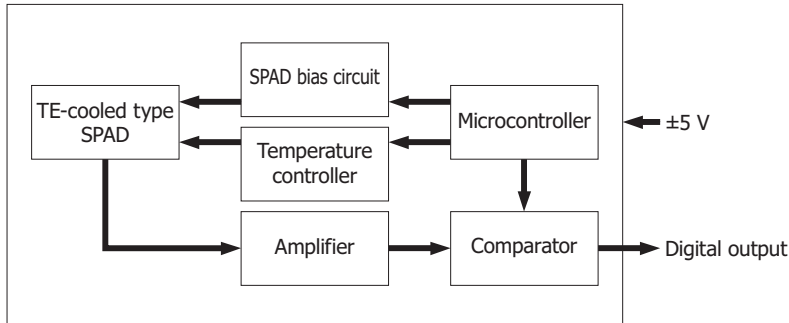 SPAD bias circuit
TE-cooled type
SPAD
Microcontroller
±5 V
Temperature
controller
Amplifier
Comparator
Digital output